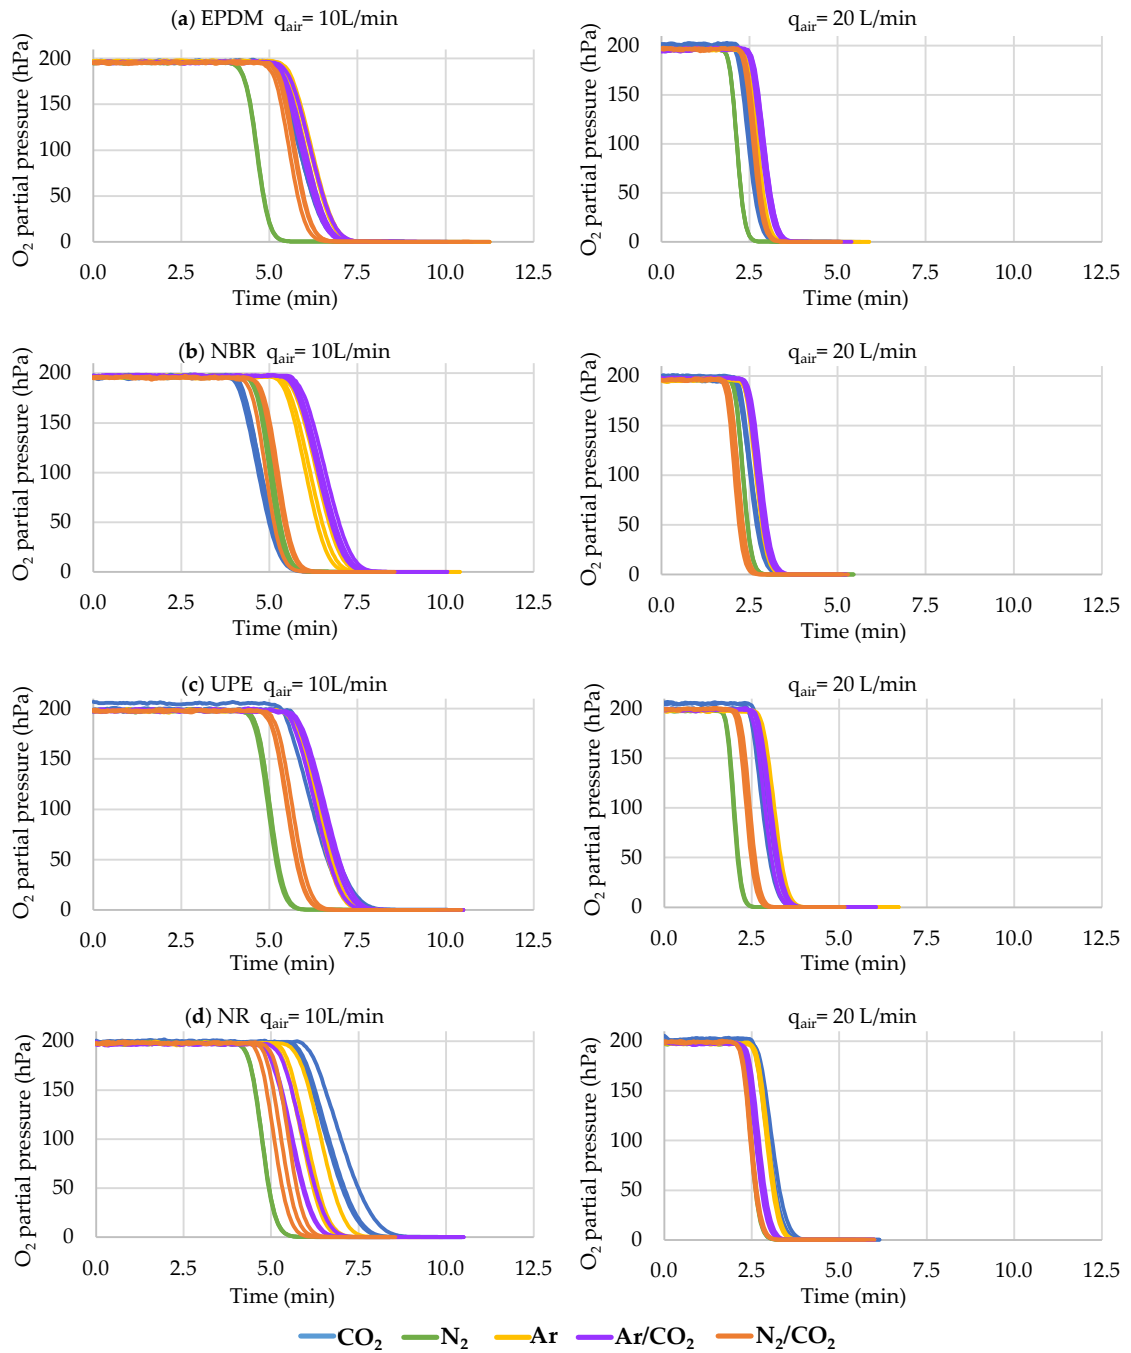 (a) EPDM q_air= 10L/min
q_air= 20 L/min
O₂ partial pressure (hPa)
200
150
100
50
0
0.0 2.5 5.0 7.5 10.0 12.5
Time (min)
O₂ partial pressure (hPa)
200
150
100
50
0
0.0 2.5 5.0 7.5 10.0 12.5
Time (min)
(b) NBR q_air= 10L/min
q_air= 20 L/min
O₂ partial pressure (hPa)
200
150
100
50
0
0.0 2.5 5.0 7.5 10.0 12.5
Time (min)
O₂ partial pressure (hPa)
200
150
100
50
0
0.0 2.5 5.0 7.5 10.0 12.5
Time (min)
(c) UPE q_air= 10L/min
q_air= 20 L/min
O₂ partial pressure (hPa)
200
150
100
50
0
0.0 2.5 5.0 7.5 10.0 12.5
Time (min)
O₂ partial pressure (hPa)
200
150
100
50
0
0.0 2.5 5.0 7.5 10.0 12.5
Time (min)
(d) NR q_air= 10L/min
q_air= 20 L/min
O₂ partial pressure (hPa)
200
150
100
50
0
0.0 2.5 5.0 7.5 10.0 12.5
Time (min)
O₂ partial pressure (hPa)
200
150
100
50
0
0.0 2.5 5.0 7.5 10.0 12.5
Time (min)
CO₂ N₂ Ar Ar/CO₂ N₂/CO₂